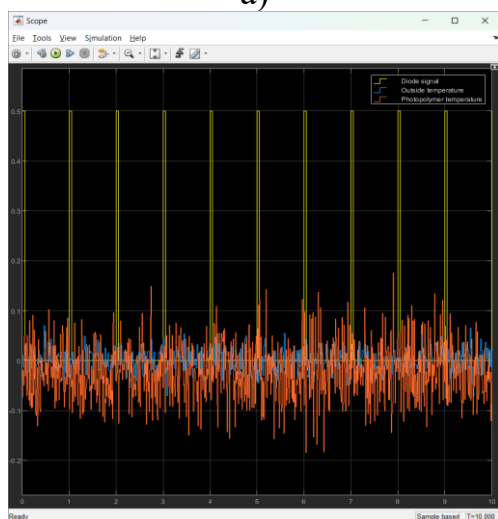 a)
Scope
File Tools View Simulation Help
Diode signal
Outside temperature
Photopolymer temperature
0.5
0.4
0.3
0.2
0.1
0
-0.1
-0.2
0 1 2 3 4 5 6 7 8 9 10
Ready Sample based T=10.000